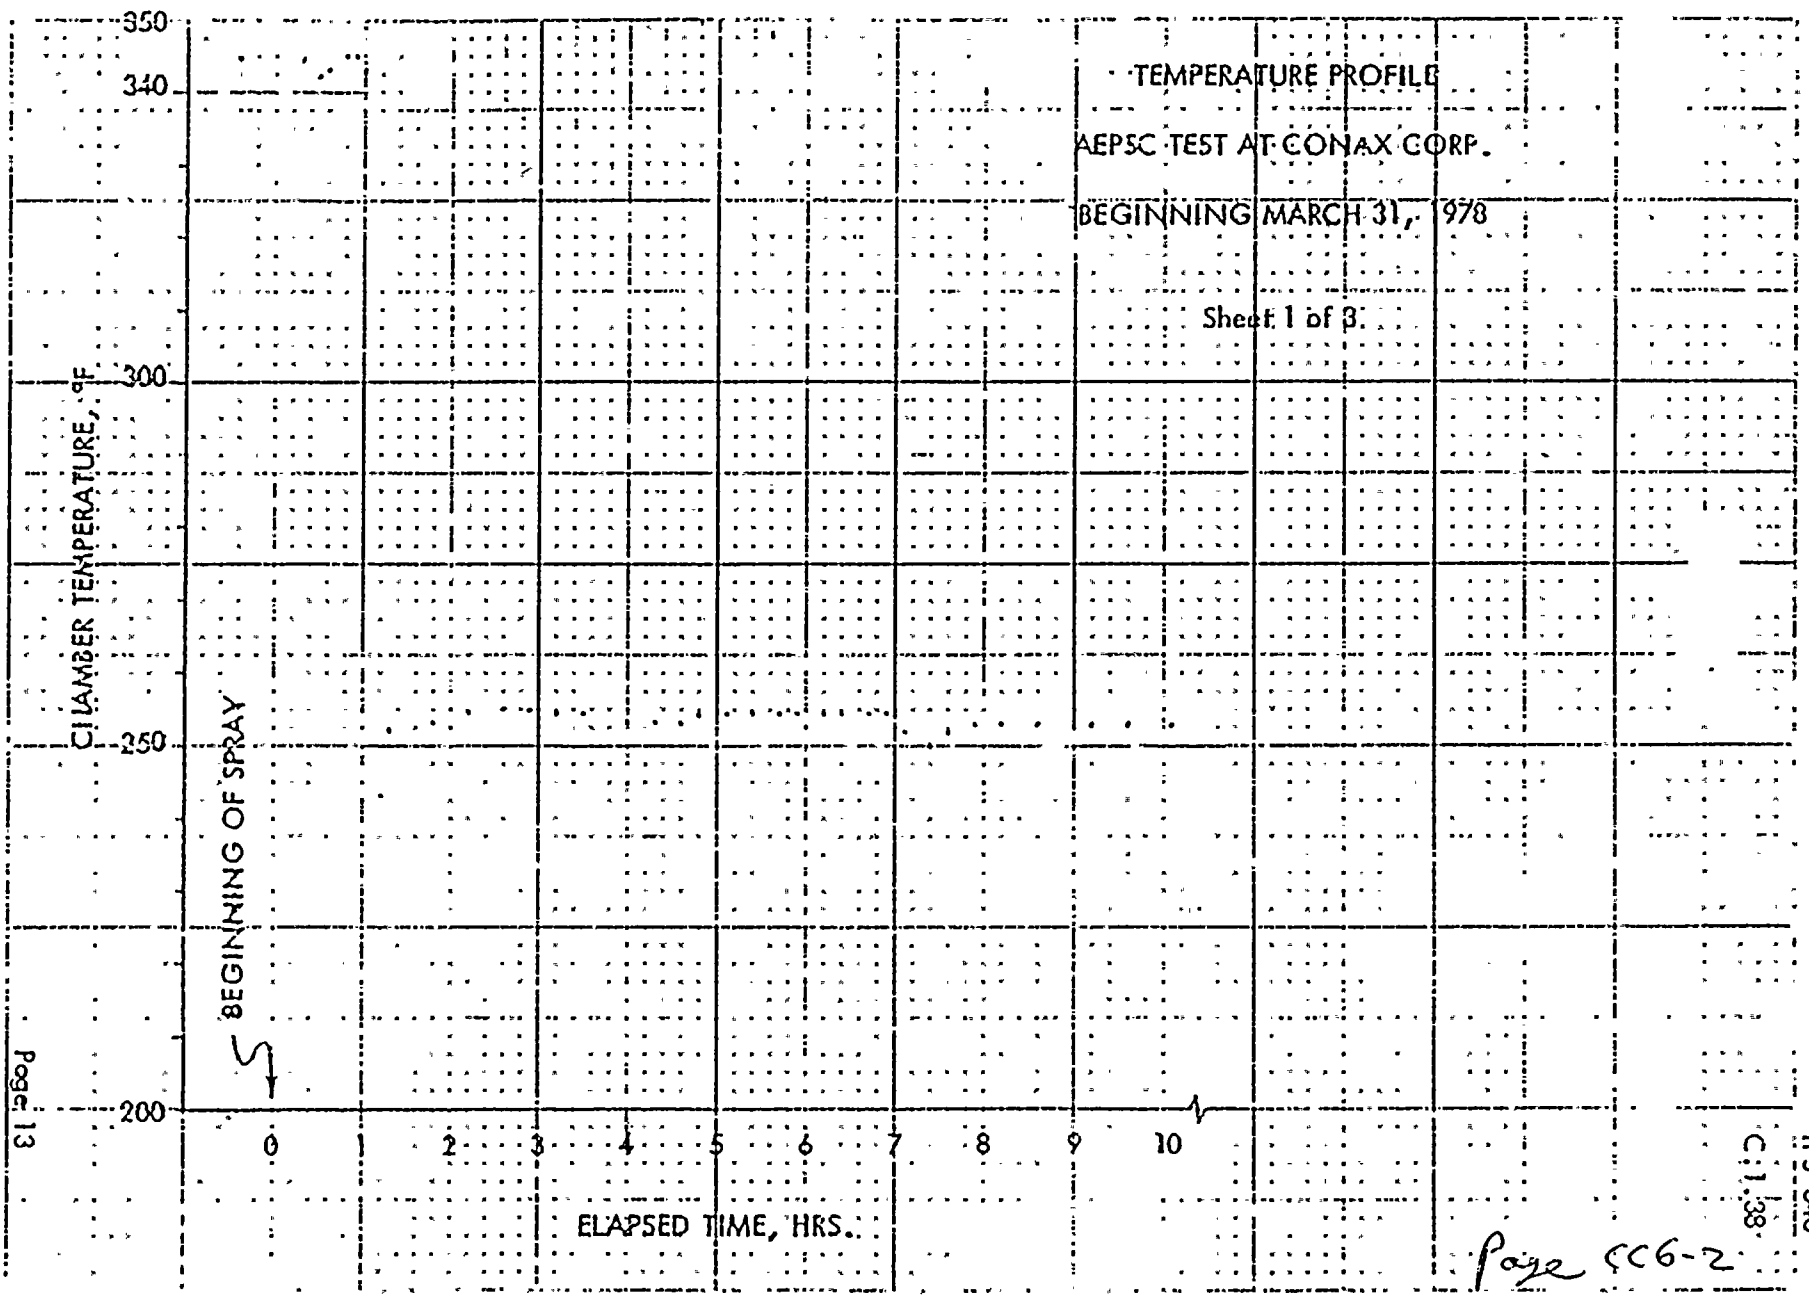 TEMPERATURE PROFILE
AEPSC TEST AT CONAX CORP.
BEGINNING MARCH 31, 1978
Sheet 1 of 3
CHAMBER TEMPERATURE, °F
350
340
300
250
200
BEGINNING OF SPRAY
0 1 2 3 4 5 6 7 8 9 10
ELAPSED TIME, HRS.
Page 13
C1.38
Page CC6-2